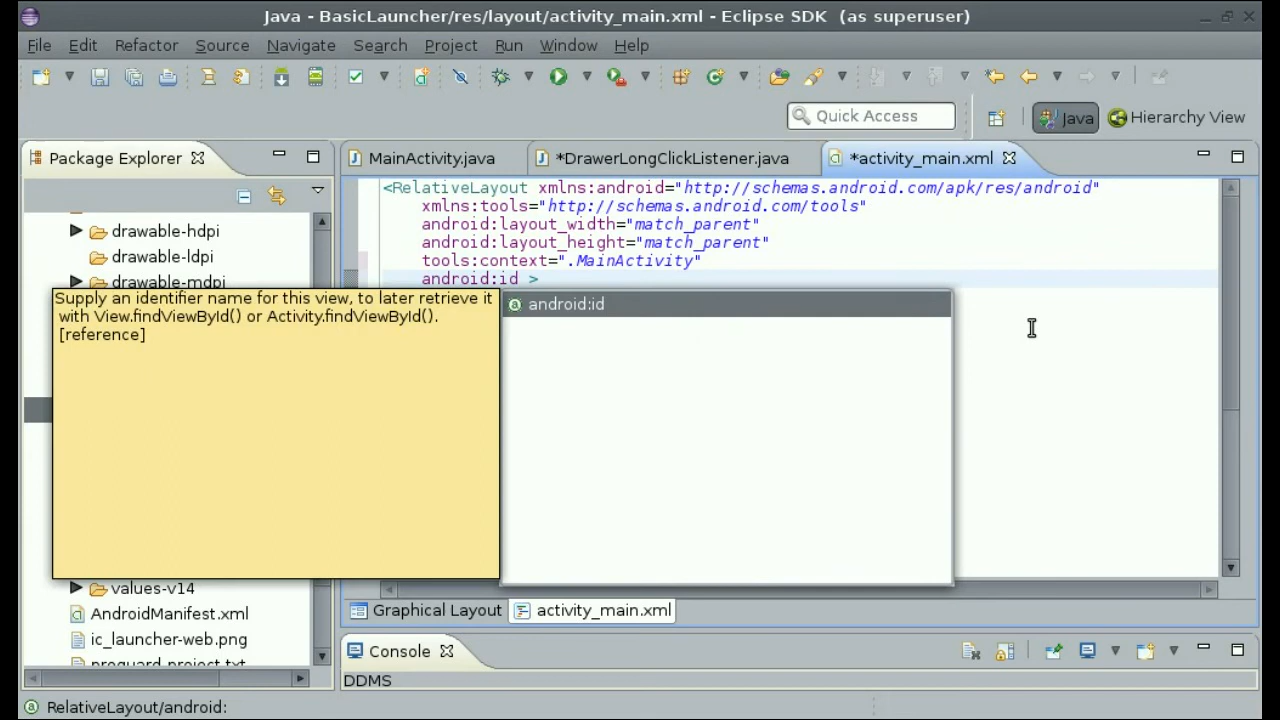 Java - BasicLauncher/res/layout/activity_main.xml - Eclipse SDK (as superuser)
File Edit Refactor Source Navigate Search Project Run Window Help
Quick Access
Java
Hierarchy View
Package Explorer
MainActivity.java
*DrawerLongClickListener.java
*activity_main.xml
drawable-hdpi
drawable-ldpi
drawable-mdpi
<RelativeLayout xmlns:android="http://schemas.android.com/apk/res/android"
xmlns:tools="http://schemas.android.com/tools"
android:layout_width="match_parent"
android:layout_height="match_parent"
tools:context=".MainActivity"
android:id >
Supply an identifier name for this view, to later retrieve it
with View.findViewById() or Activity.findViewById().
[reference]
android:id
values-v14
AndroidManifest.xml
ic_launcher-web.png
proguard-project.txt
Graphical Layout
activity_main.xml
Console
DDMS
RelativeLayout/android: